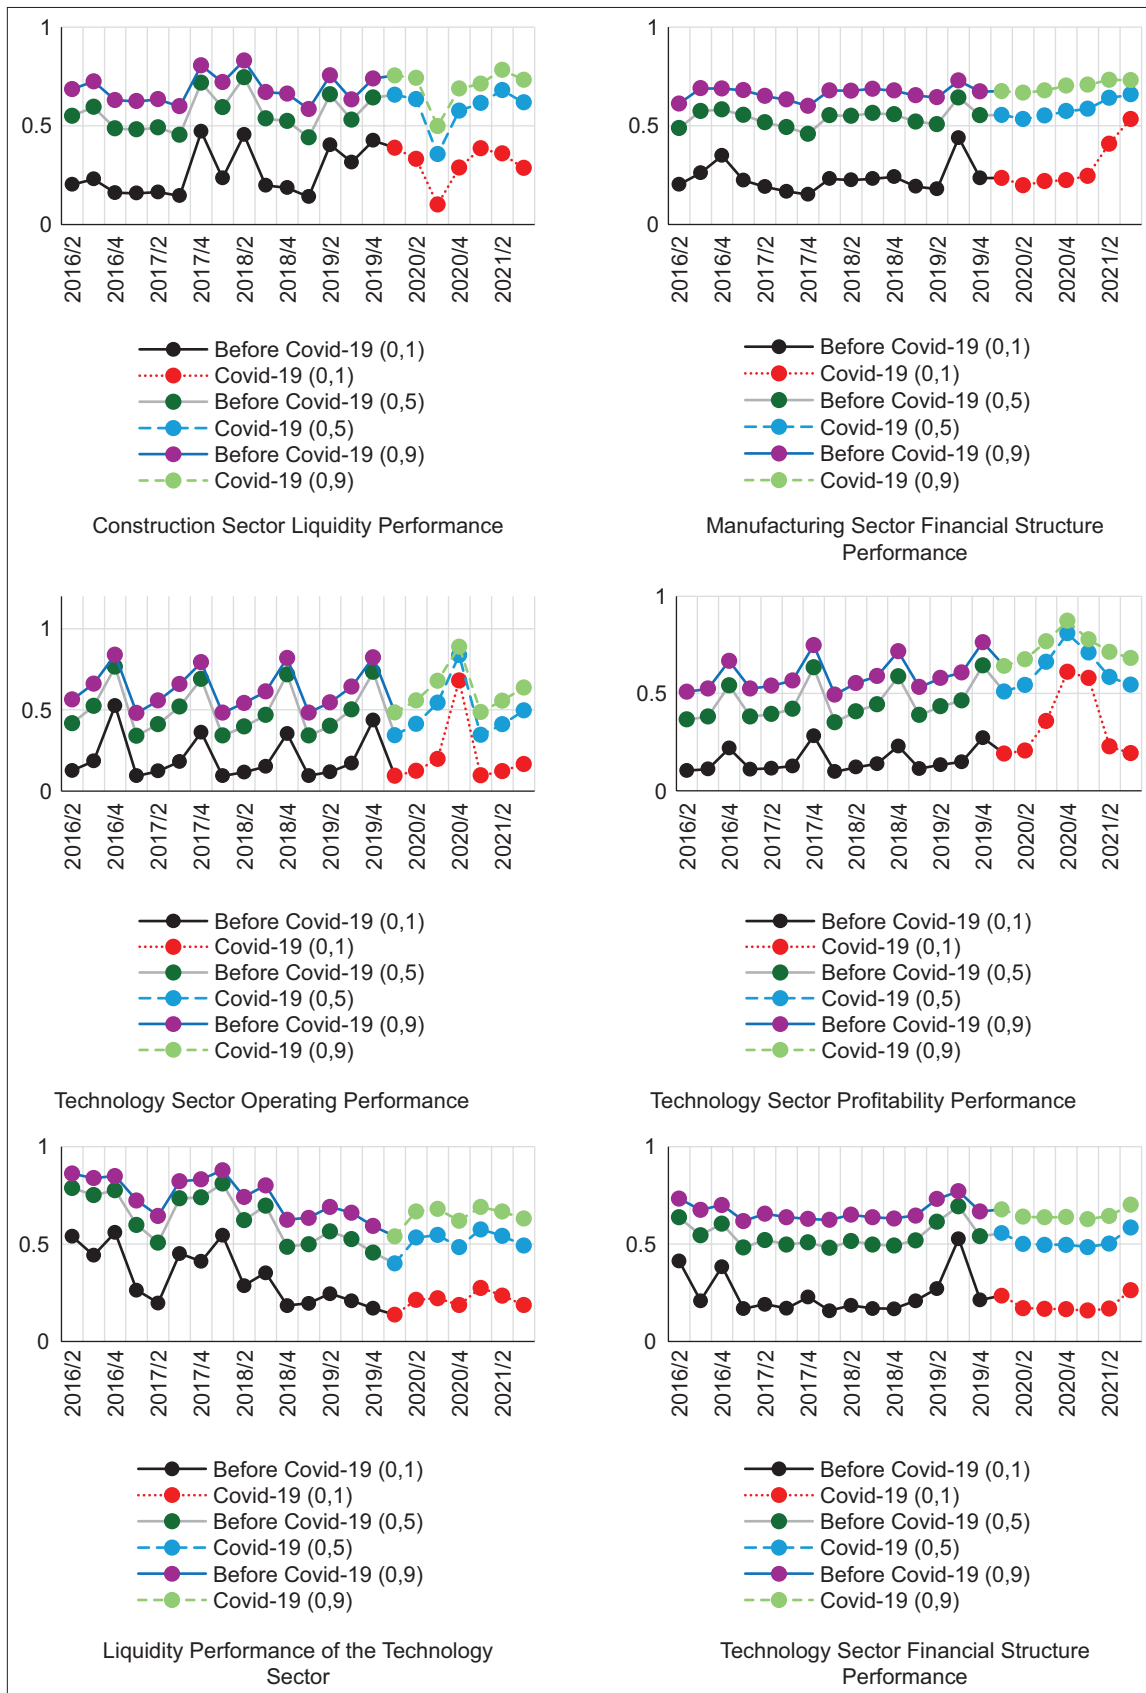 1
0.5
0
2016/2
2016/4
2017/2
2017/4
2018/2
2018/4
2019/2
2019/4
2020/2
2020/4
2021/2
Before Covid-19 (0,1)
Covid-19 (0,1)
Before Covid-19 (0,5)
Covid-19 (0,5)
Before Covid-19 (0,9)
Covid-19 (0,9)
Construction Sector Liquidity Performance
1
0.5
0
2016/2
2016/4
2017/2
2017/4
2018/2
2018/4
2019/2
2019/4
2020/2
2020/4
2021/2
Before Covid-19 (0,1)
Covid-19 (0,1)
Before Covid-19 (0,5)
Covid-19 (0,5)
Before Covid-19 (0,9)
Covid-19 (0,9)
Manufacturing Sector Financial Structure
Performance
1
0.5
0
2016/2
2016/4
2017/2
2017/4
2018/2
2018/4
2019/2
2019/4
2020/2
2020/4
2021/2
Before Covid-19 (0,1)
Covid-19 (0,1)
Before Covid-19 (0,5)
Covid-19 (0,5)
Before Covid-19 (0,9)
Covid-19 (0,9)
Technology Sector Operating Performance
1
0.5
0
2016/2
2016/4
2017/2
2017/4
2018/2
2018/4
2019/2
2019/4
2020/2
2020/4
2021/2
Before Covid-19 (0,1)
Covid-19 (0,1)
Before Covid-19 (0,5)
Covid-19 (0,5)
Before Covid-19 (0,9)
Covid-19 (0,9)
Technology Sector Profitability Performance
1
0.5
0
2016/2
2016/4
2017/2
2017/4
2018/2
2018/4
2019/2
2019/4
2020/2
2020/4
2021/2
Before Covid-19 (0,1)
Covid-19 (0,1)
Before Covid-19 (0,5)
Covid-19 (0,5)
Before Covid-19 (0,9)
Covid-19 (0,9)
Liquidity Performance of the Technology
Sector
1
0.5
0
2016/2
2016/4
2017/2
2017/4
2018/2
2018/4
2019/2
2019/4
2020/2
2020/4
2021/2
Before Covid-19 (0,1)
Covid-19 (0,1)
Before Covid-19 (0,5)
Covid-19 (0,5)
Before Covid-19 (0,9)
Covid-19 (0,9)
Technology Sector Financial Structure
Performance